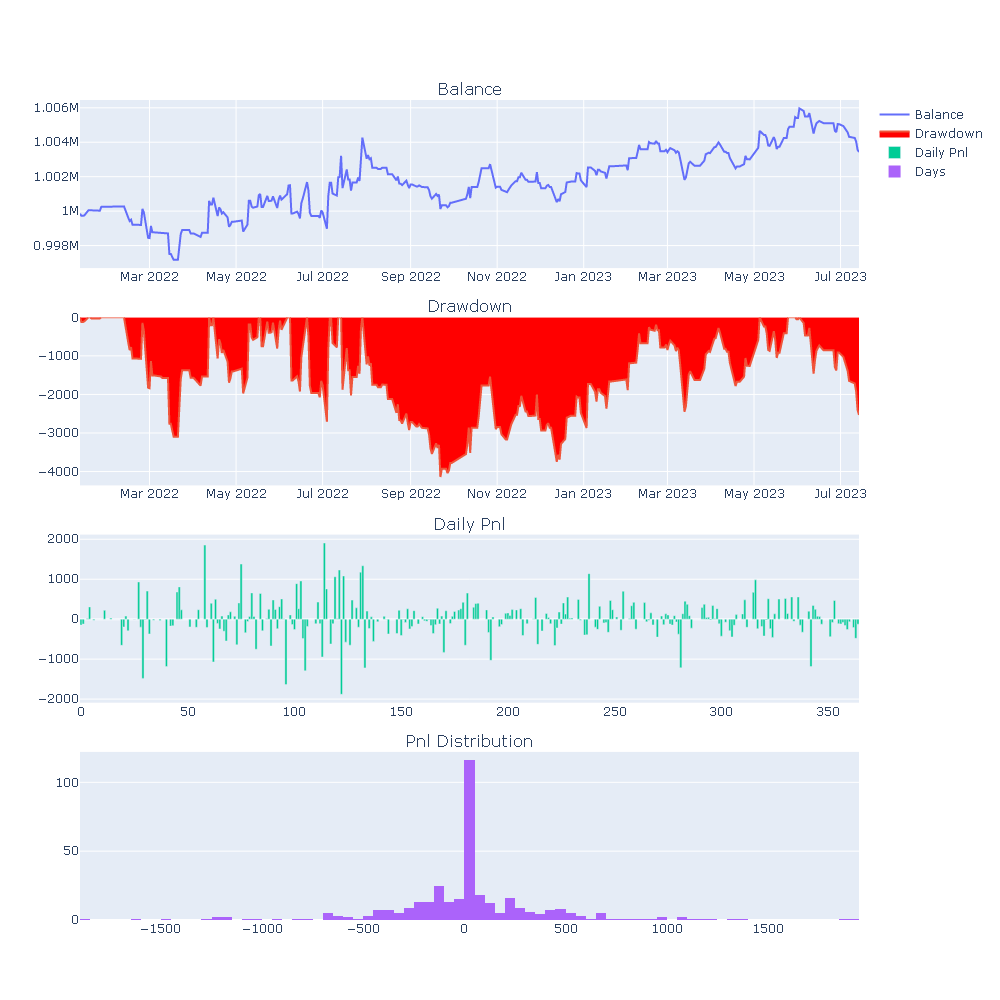 Balance
1.006M
1.004M
1.002M
1M
0.998M
Mar 2022 May 2022 Jul 2022 Sep 2022 Nov 2022 Jan 2023 Mar 2023 May 2023 Jul 2023
Balance
Drawdown
Daily Pnl
Days
Drawdown
0
−1000
−2000
−3000
−4000
Mar 2022 May 2022 Jul 2022 Sep 2022 Nov 2022 Jan 2023 Mar 2023 May 2023 Jul 2023
Daily Pnl
2000
1000
0
−1000
−2000
0 50 100 150 200 250 300 350
Pnl Distribution
100
50
0
−1500 −1000 −500 0 500 1000 1500